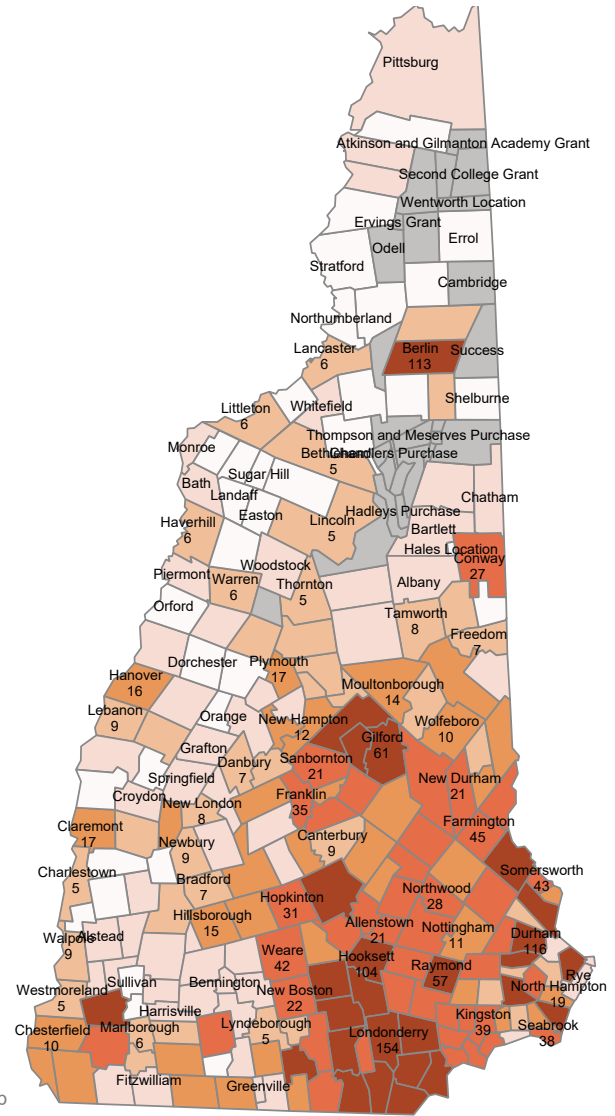 Pittsburg
Atkinson and Gilmanton Academy Grant
Second College Grant
Wentworth Location
Ervings Grant
Errol
Odell
Stratford
Cambridge
Northumberland
Lancaster
6
Berlin
113
Success
Shelburne
Whitefield
Littleton
6
Thompson and Meserves Purchase
Monroe
Chandlers Purchase
5
Sugar Hill
Bath
Landaff
Chatham
Easton
Hadleys Purchase
Haverhill
6
Lincoln
5
Bartlett
Hales Location
Conway
27
Woodstock
Piermont
Warren
6
Thornton
5
Albany
Orford
Tamworth
8
Freedom
7
Dorchester
Plymouth
17
Hanover
16
Moultonborough
14
Lebanon
9
Orange
New Hampton
12
Wolfeboro
10
Gilford
61
Grafton
Danbury
7
Sanbornton
21
Springfield
New Durham
21
Croydon
New London
8
Franklin
35
Farmington
45
Claremont
17
Newbury
9
Canterbury
9
Charlestown
5
Bradford
7
Somersworth
43
Hopkinton
31
Northwood
28
Hillsborough
15
Allenstown
21
Nottingham
11
Durham
116
Walpole
9
Alstead
Weare
42
Hooksett
104
Raymond
57
Rye
Sullivan
Bennington
Westmoreland
5
New Boston
22
North Hampton
19
Harrisville
Chesterfield
10
Marlborough
6
Lyndeborough
5
Londonderry
154
Kingston
39
Seabrook
38
Fitzwilliam
Greenville